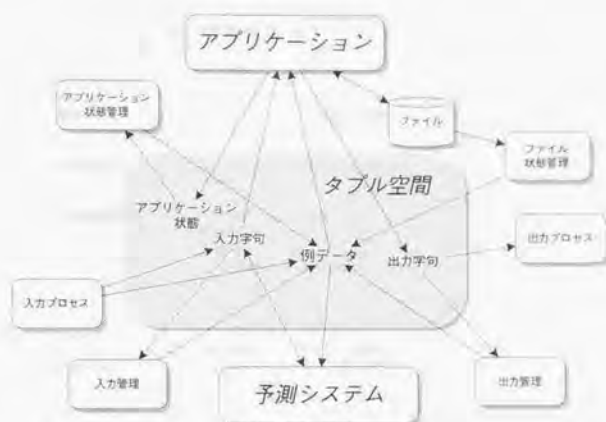 アプリケーション
アプリケーション
状態管理
ファイル
ファイル
状態管理
タプル空間
アプリケーション
状態
入力字句
例データ
出力字句
出力プロセス
入力プロセス
入力管理
予測システム
出力管理